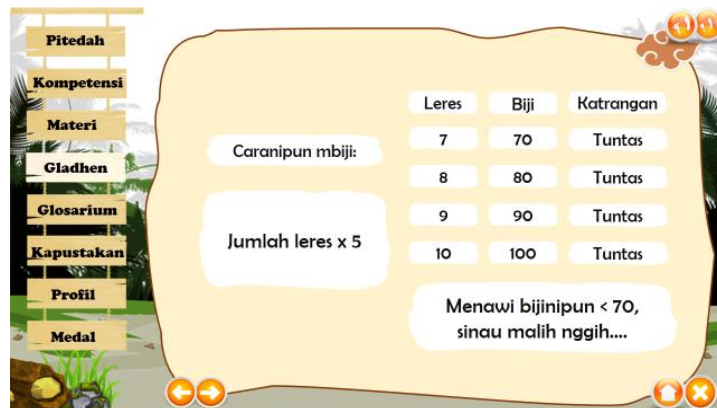 Pitedah
Kompetensi
Materi
Gladhen
Glosarium
Kapustakan
Profil
Medal
Caranipun mbiji:
Jumlah leres x 5
Leres Biji Katrangan
7 70 Tuntas
8 80 Tuntas
9 90 Tuntas
10 100 Tuntas
Menawi bijinipun < 70,
sinau malih nggih....